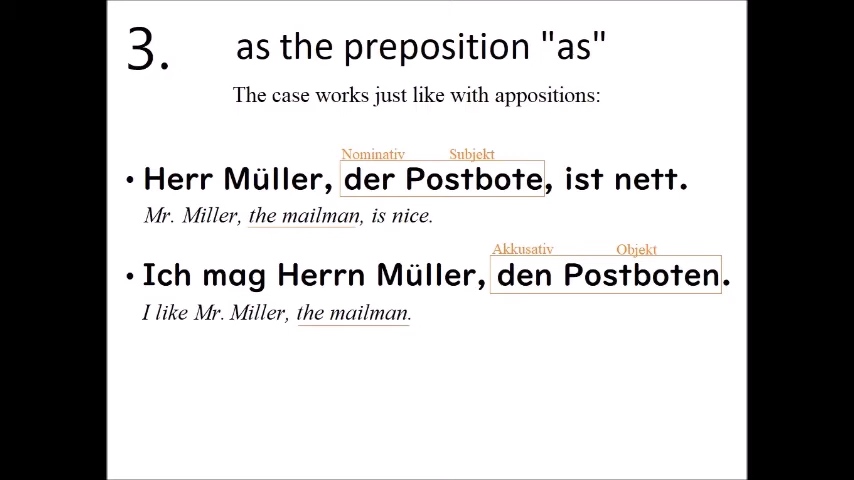 3. as the preposition "as"
The case works just like with appositions:
Nominativ Subjekt
• Herr Müller, der Postbote, ist nett.
Mr. Miller, the mailman, is nice.
Akkusativ Objekt
• Ich mag Herrn Müller, den Postboten.
I like Mr. Miller, the mailman.